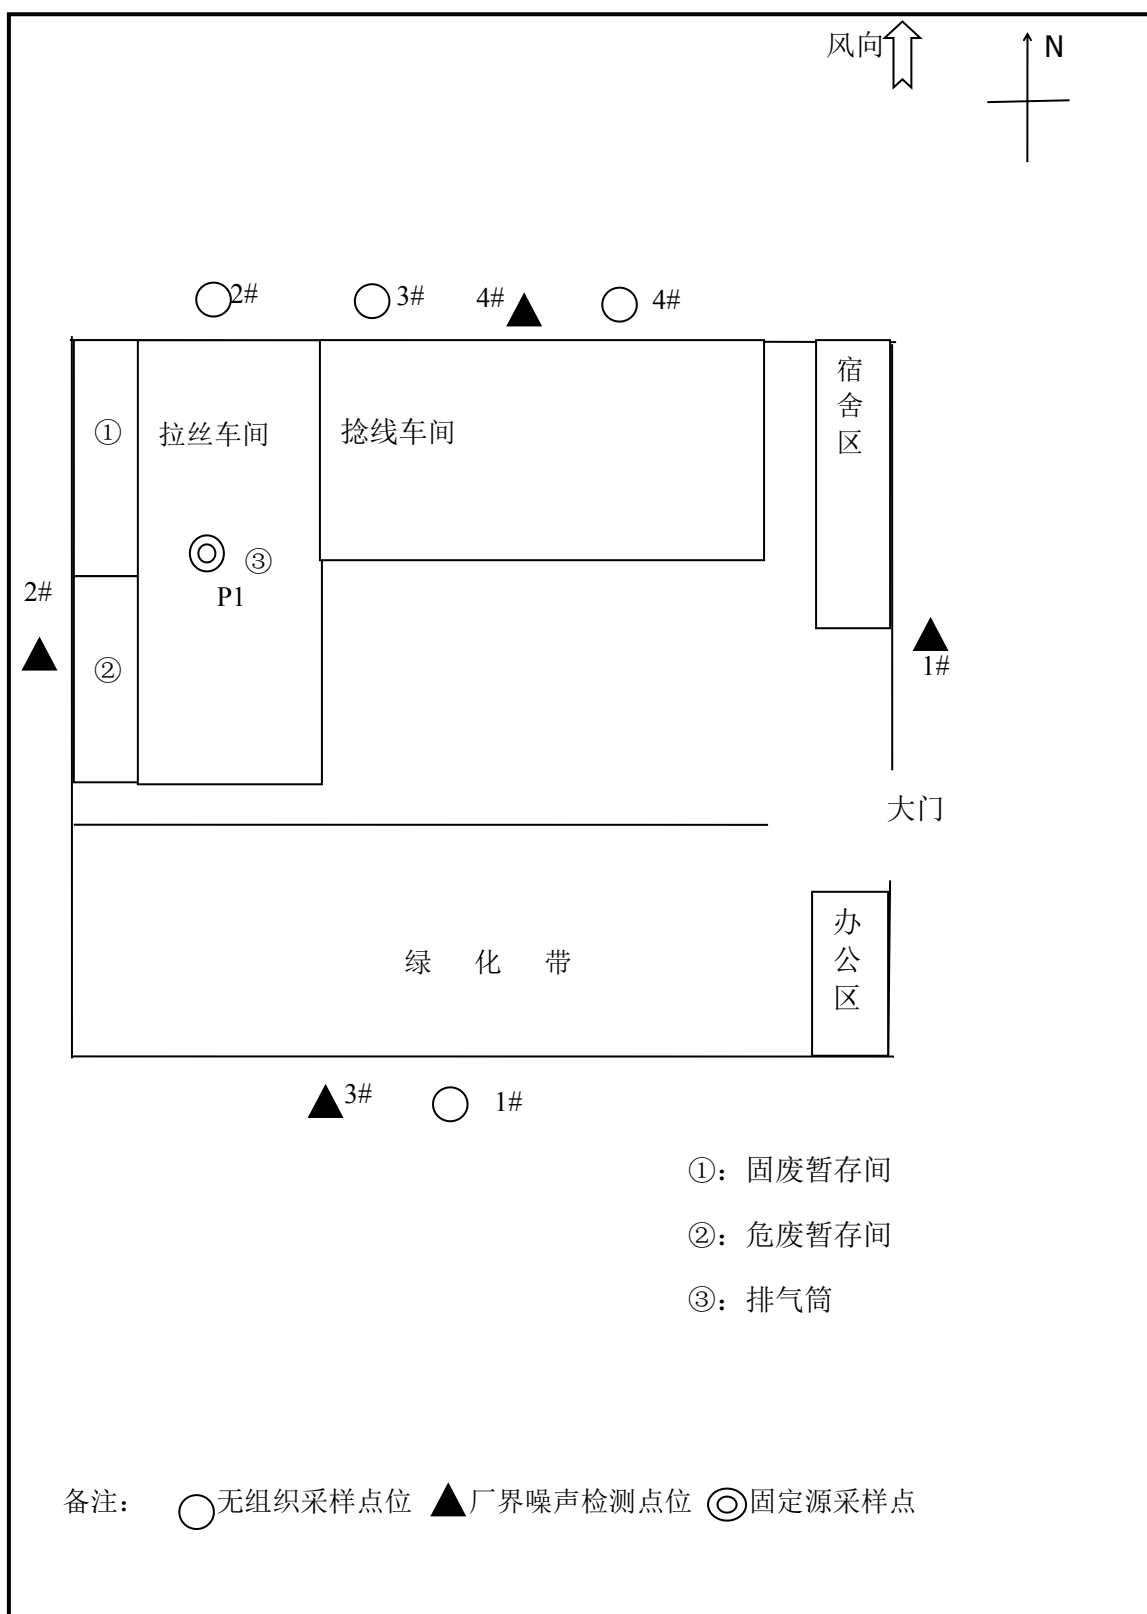 风向 N
2# 3# 4# 4#
宿舍区
① 拉丝车间 捻线车间
③
P1
2#
②
1#
大门
绿 化 带
办公区
3# 1#
①：固废暂存间
②：危废暂存间
③：排气筒
备注： 无组织采样点位 厂界噪声检测点位 固定源采样点